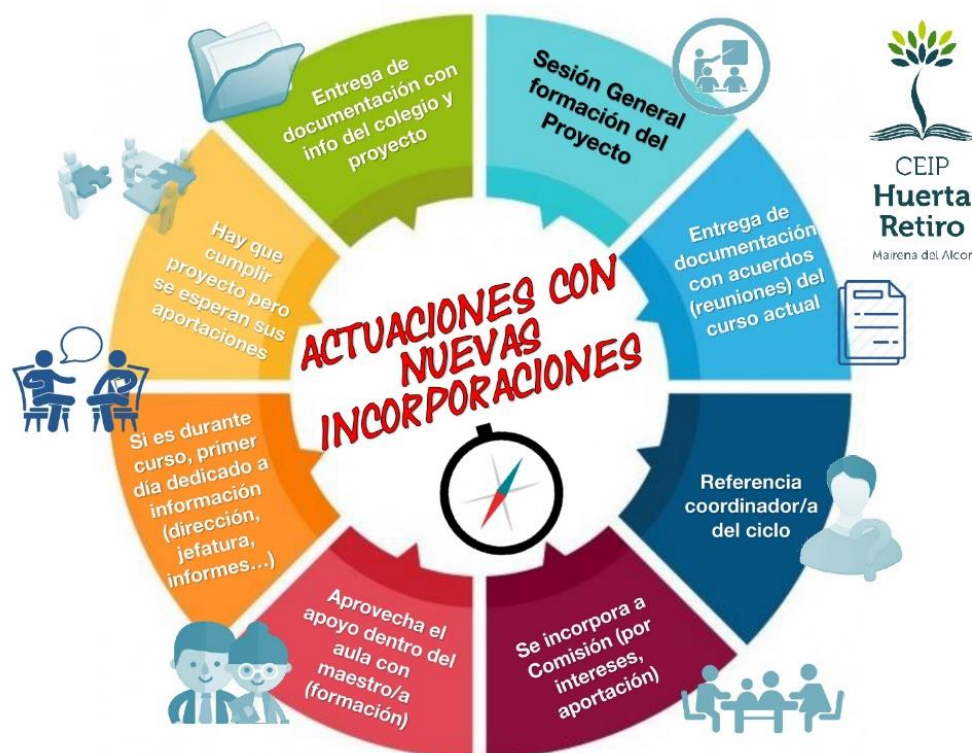 Entrega de
documentación con
info del colegio y
proyecto
Sesión General
formación del
Proyecto
CEIP
Huerta
Retiro
Mairena del Alcor
Entrega de
documentación
con acuerdos
(reuniones) del
curso actual
Referencia
coordinador/a
del ciclo
Se incorpora a
Comisión (por
intereses,
aportación)
Aprovecha el
apoyo dentro del
aula con
maestro/a
(formación)
Si es durante
curso, primer
día dedicado a
información
(dirección,
jefatura,
informes...)
Hay que
cumplir
proyecto pero
se esperan sus
aportaciones
ACTUACIONES CON
NUEVAS
INCORPORACIONES